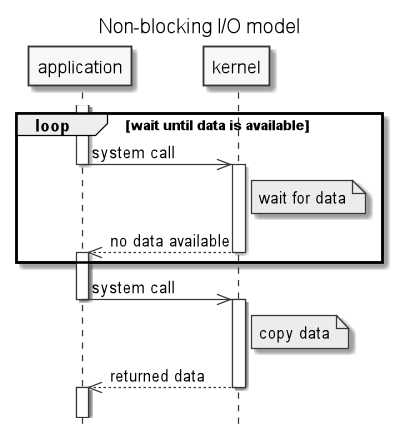 Non-blocking I/O model
application
kernel
loop [wait until data is available]
system call
wait for data
no data available
system call
copy data
returned data